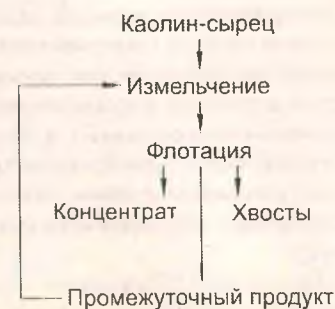 Каолин-сырец
Измельчение
Флотация
Концентрат Хвосты
Промежуточный продукт